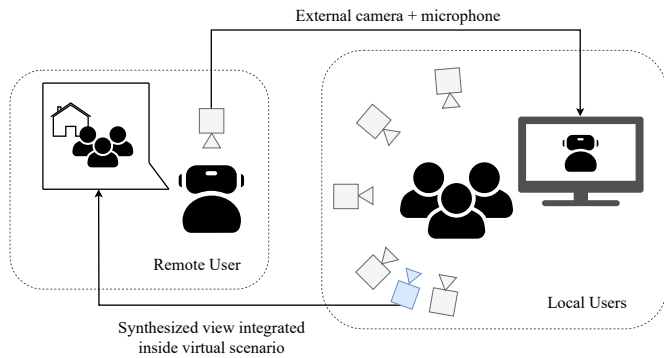 External camera + microphone
Remote User
Local Users
Synthesized view integrated
inside virtual scenario